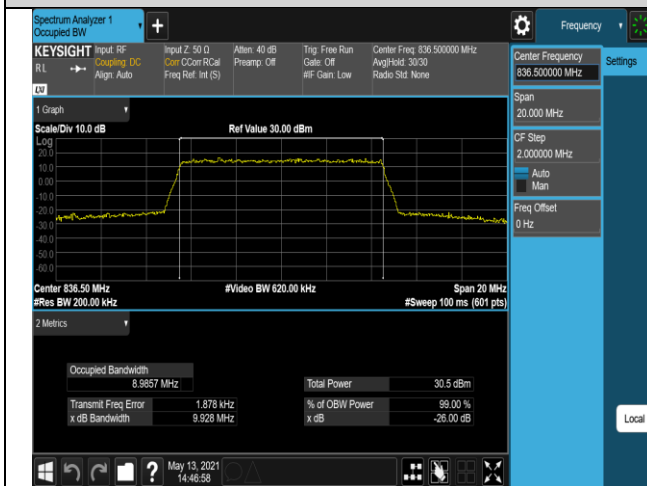 Spectrum Analyzer 1
Occupied BW
Frequency
KEYSIGHT
R L
LXI
Input: RF
Coupling: DC
Align: Auto
Input Z: 50 Ω
Corr CCorr RCal
Freq Ref: Int (S)
Atten: 40 dB
Preamp: Off
Trig: Free Run
Gate: Off
#IF Gain: Low
Center Freq: 836.500000 MHz
Avg|Hold: 30/30
Radio Std: None
Center Frequency
836.500000 MHz
Settings
Span
20.000 MHz
CF Step
2.000000 MHz
Auto
Man
Freq Offset
0 Hz
1 Graph
Scale/Div 10.0 dB
Ref Value 30.00 dBm
Log
20.0
10.0
0.00
-10.0
-20.0
-30.0
-40.0
-50.0
-60.0
Center 836.50 MHz
#Video BW 620.00 kHz
Span 20 MHz
#Res BW 200.00 kHz
#Sweep 100 ms (601 pts)
2 Metrics
Occupied Bandwidth
8.9857 MHz
Total Power
30.5 dBm
Transmit Freq Error
1.878 kHz
% of OBW Power
99.00 %
x dB Bandwidth
9.928 MHz
x dB
-26.00 dB
Local
?
May 13, 2021
14:46:58